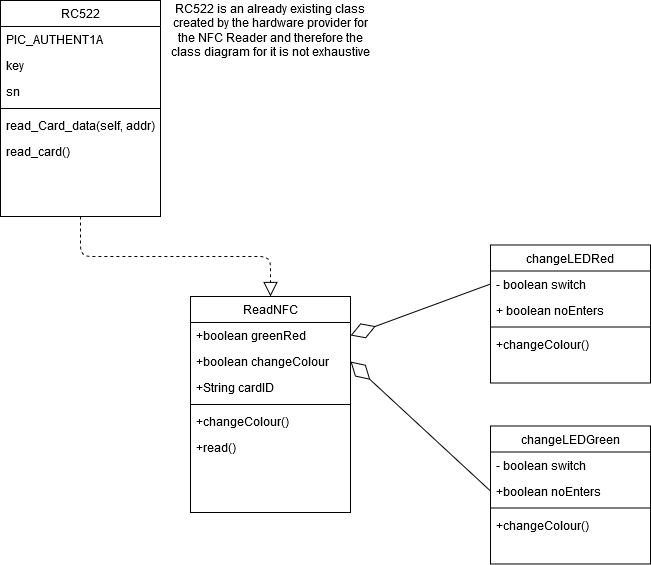 RC522
PIC_AUTHENT1A
key
sn
read_Card_data(self, addr)
read_card()
RC522 is an already existing class
created by the hardware provider for
the NFC Reader and therefore the
class diagram for it is not exhaustive
ReadNFC
+boolean greenRed
+boolean changeColour
+String cardID
+changeColour()
+read()
changeLEDRed
- boolean switch
+ boolean noEnters
+changeColour()
changeLEDGreen
- boolean switch
+boolean noEnters
+changeColour()